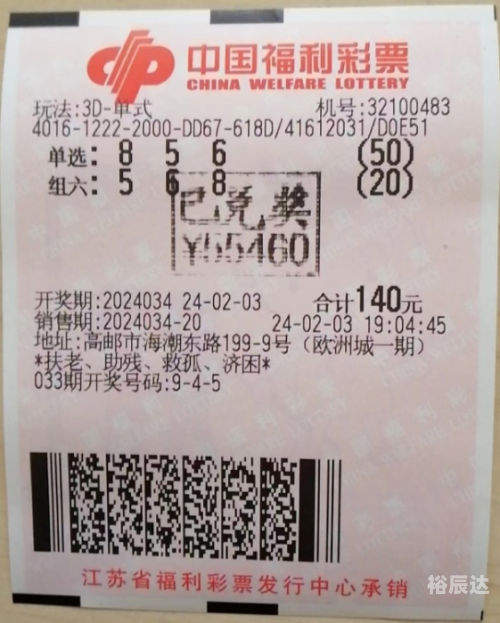 中国福利彩票
CHINA WELFARE LOTTERY
玩法:3D-单式 机号:32100483
4016-1222-2000-DD67-618D/41612031/D0E51
单选: 8 5 6 (50)
组六: 5 6 8 (20)
已兑奖
¥55460
开奖期:2024034 24-02-03 合计140元
销售期:2024034-20 24-02-03 19:04:45
地址:高邮市海潮东路199-9号（欧洲城一期）
*扶老、助残、救孤、济困*
033期开奖号码:9-4-5
江苏省福利彩票发行中心承销
裕辰达